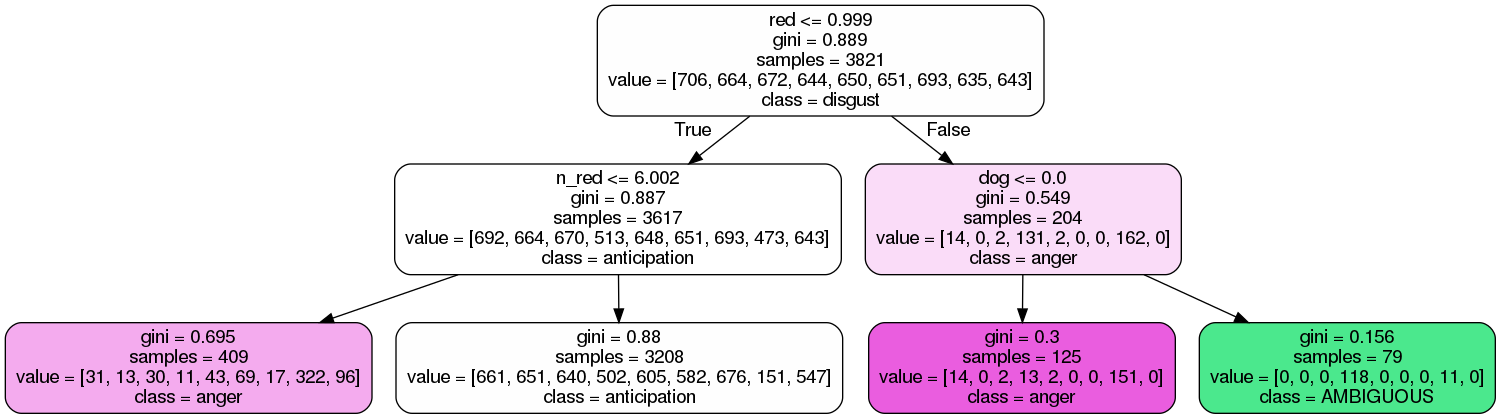 red <= 0.999
gini = 0.889
samples = 3821
value = [706, 664, 672, 644, 650, 651, 693, 635, 643]
class = disgust
True
False
n_red <= 6.002
gini = 0.887
samples = 3617
value = [692, 664, 670, 513, 648, 651, 693, 473, 643]
class = anticipation
dog <= 0.0
gini = 0.549
samples = 204
value = [14, 0, 2, 131, 2, 0, 0, 162, 0]
class = anger
gini = 0.695
samples = 409
value = [31, 13, 30, 11, 43, 69, 17, 322, 96]
class = anger
gini = 0.88
samples = 3208
value = [661, 651, 640, 502, 605, 582, 676, 151, 547]
class = anticipation
gini = 0.3
samples = 125
value = [14, 0, 2, 13, 2, 0, 0, 151, 0]
class = anger
gini = 0.156
samples = 79
value = [0, 0, 0, 118, 0, 0, 0, 11, 0]
class = AMBIGUOUS